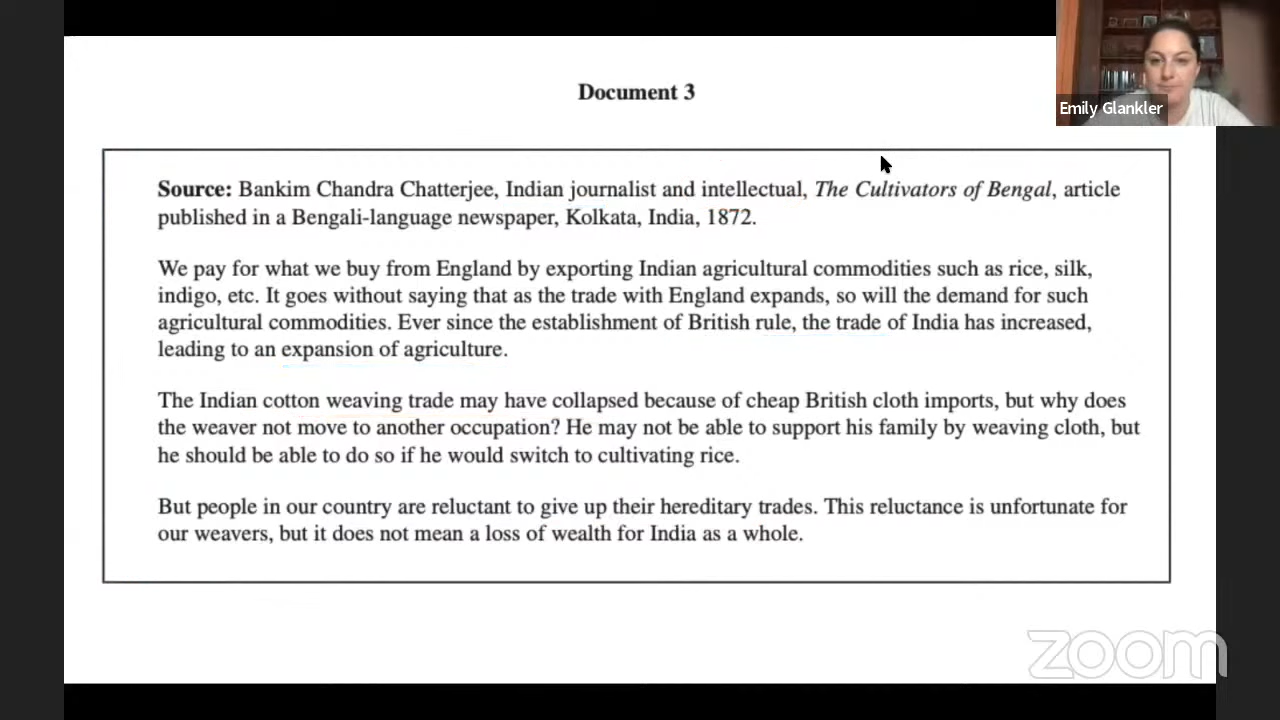 Document 3
Emily Glankler
Source: Bankim Chandra Chatterjee, Indian journalist and intellectual, The Cultivators of Bengal, article
published in a Bengali-language newspaper, Kolkata, India, 1872.
We pay for what we buy from England by exporting Indian agricultural commodities such as rice, silk,
indigo, etc. It goes without saying that as the trade with England expands, so will the demand for such
agricultural commodities. Ever since the establishment of British rule, the trade of India has increased,
leading to an expansion of agriculture.
The Indian cotton weaving trade may have collapsed because of cheap British cloth imports, but why does
the weaver not move to another occupation? He may not be able to support his family by weaving cloth, but
he should be able to do so if he would switch to cultivating rice.
But people in our country are reluctant to give up their hereditary trades. This reluctance is unfortunate for
our weavers, but it does not mean a loss of wealth for India as a whole.
zoom